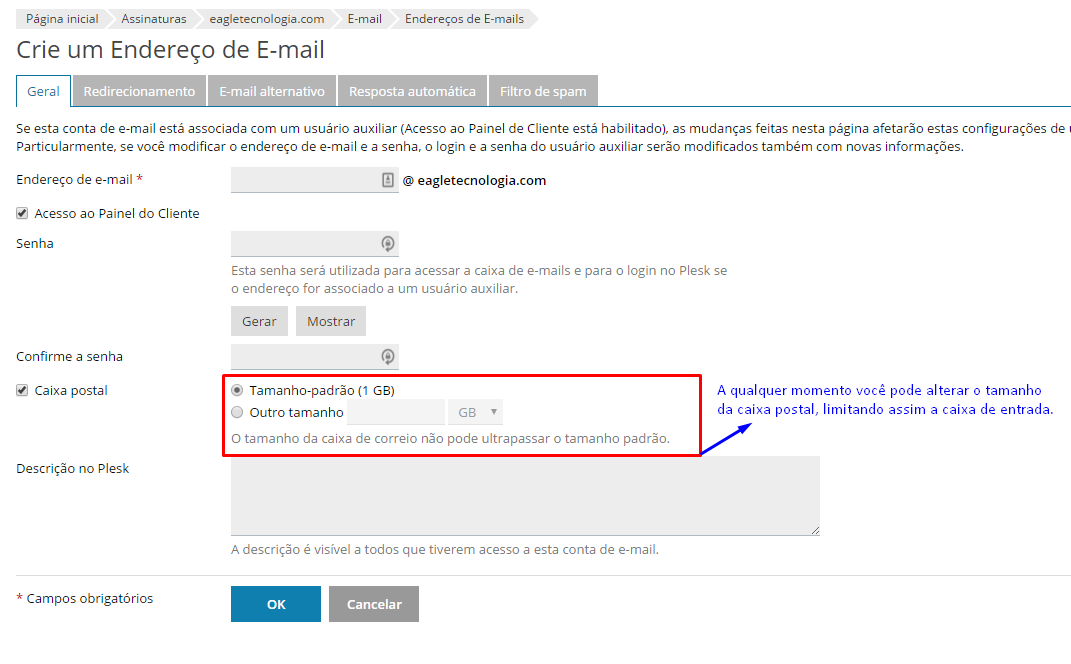 Página inicial Assinaturas eagletecnologia.com E-mail Endereços de E-mails
Crie um Endereço de E-mail
Geral Redirecionamento E-mail alternativo Resposta automática Filtro de spam
Se esta conta de e-mail está associada com um usuário auxiliar (Acesso ao Painel de Cliente está habilitado), as mudanças feitas nesta página afetarão estas configurações de
Particularmente, se você modificar o endereço de e-mail e a senha, o login e a senha do usuário auxiliar serão modificados também com novas informações.
Endereço de e-mail * @ eagletecnologia.com
Acesso ao Painel do Cliente
Senha
Esta senha será utilizada para acessar a caixa de e-mails e para o login no Plesk se
o endereço for associado a um usuário auxiliar.
Gerar Mostrar
Confirme a senha
Caixa postal Tamanho-padrão (1 GB)
Outro tamanho GB
O tamanho da caixa de correio não pode ultrapassar o tamanho padrão.
A qualquer momento você pode alterar o tamanho
da caixa postal, limitando assim a caixa de entrada.
Descrição no Plesk
A descrição é visível a todos que tiverem acesso a esta conta de e-mail.
* Campos obrigatórios OK Cancelar